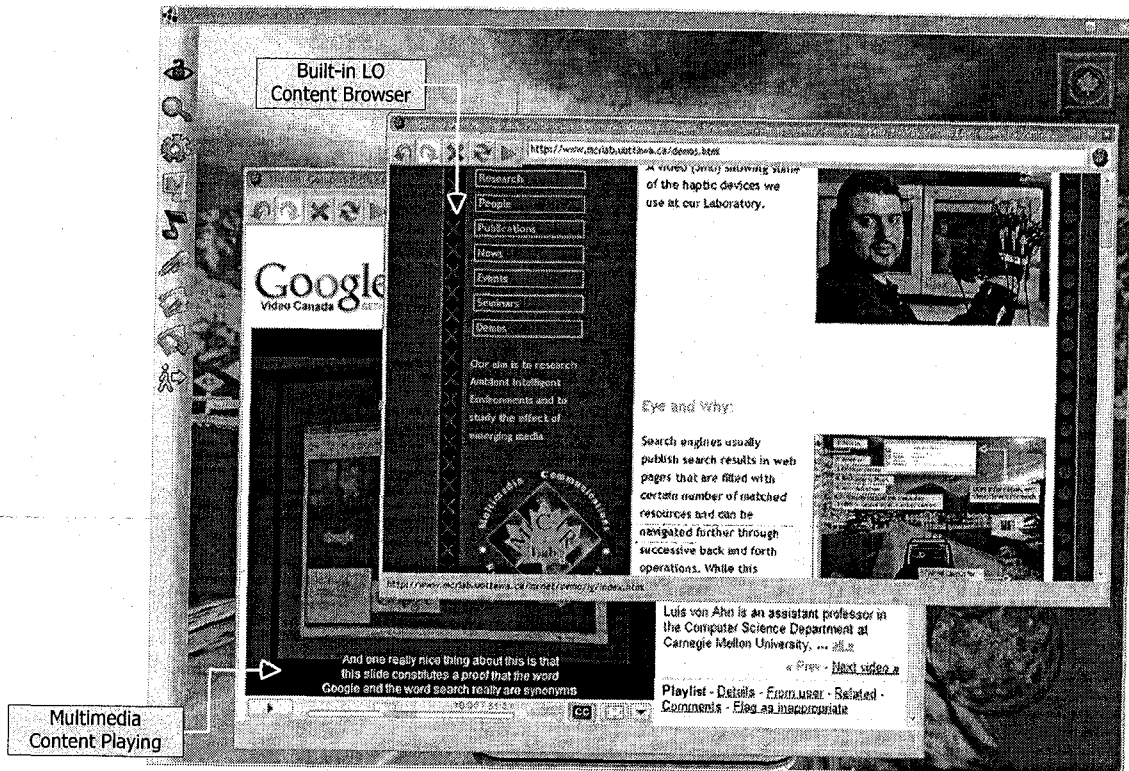 Built-in LO
Content Browser
http://www.mcrlab.uottawa.ca/demos.html
Research
People
Publications
News
Events
Seminars
Demos
Our aim is to research
Ambient Intelligent
Environments and to
study the effect of
emerging media
Multimedia Communications
M C R
Lab
A video (5mb) showing some
of the haptic devices we
use at our Laboratory.
Eye and Why:
Search engines usually
publish search results in web
pages that are filled with
certain number of matched
resources and can be
navigated further through
successive back and forth
operations. While this
Google
Video Canada
And one really nice thing about this is that
this slide constitutes a proof that the word
Google and the word search really are synonyms
CC
Luis von Ahn is an assistant professor in
the Computer Science Department at
Carnegie Mellon University, ... all »
« Prev - Next video »
Playlist - Details - From user - Related -
Comments - Flag as inappropriate
Multimedia
Content Playing